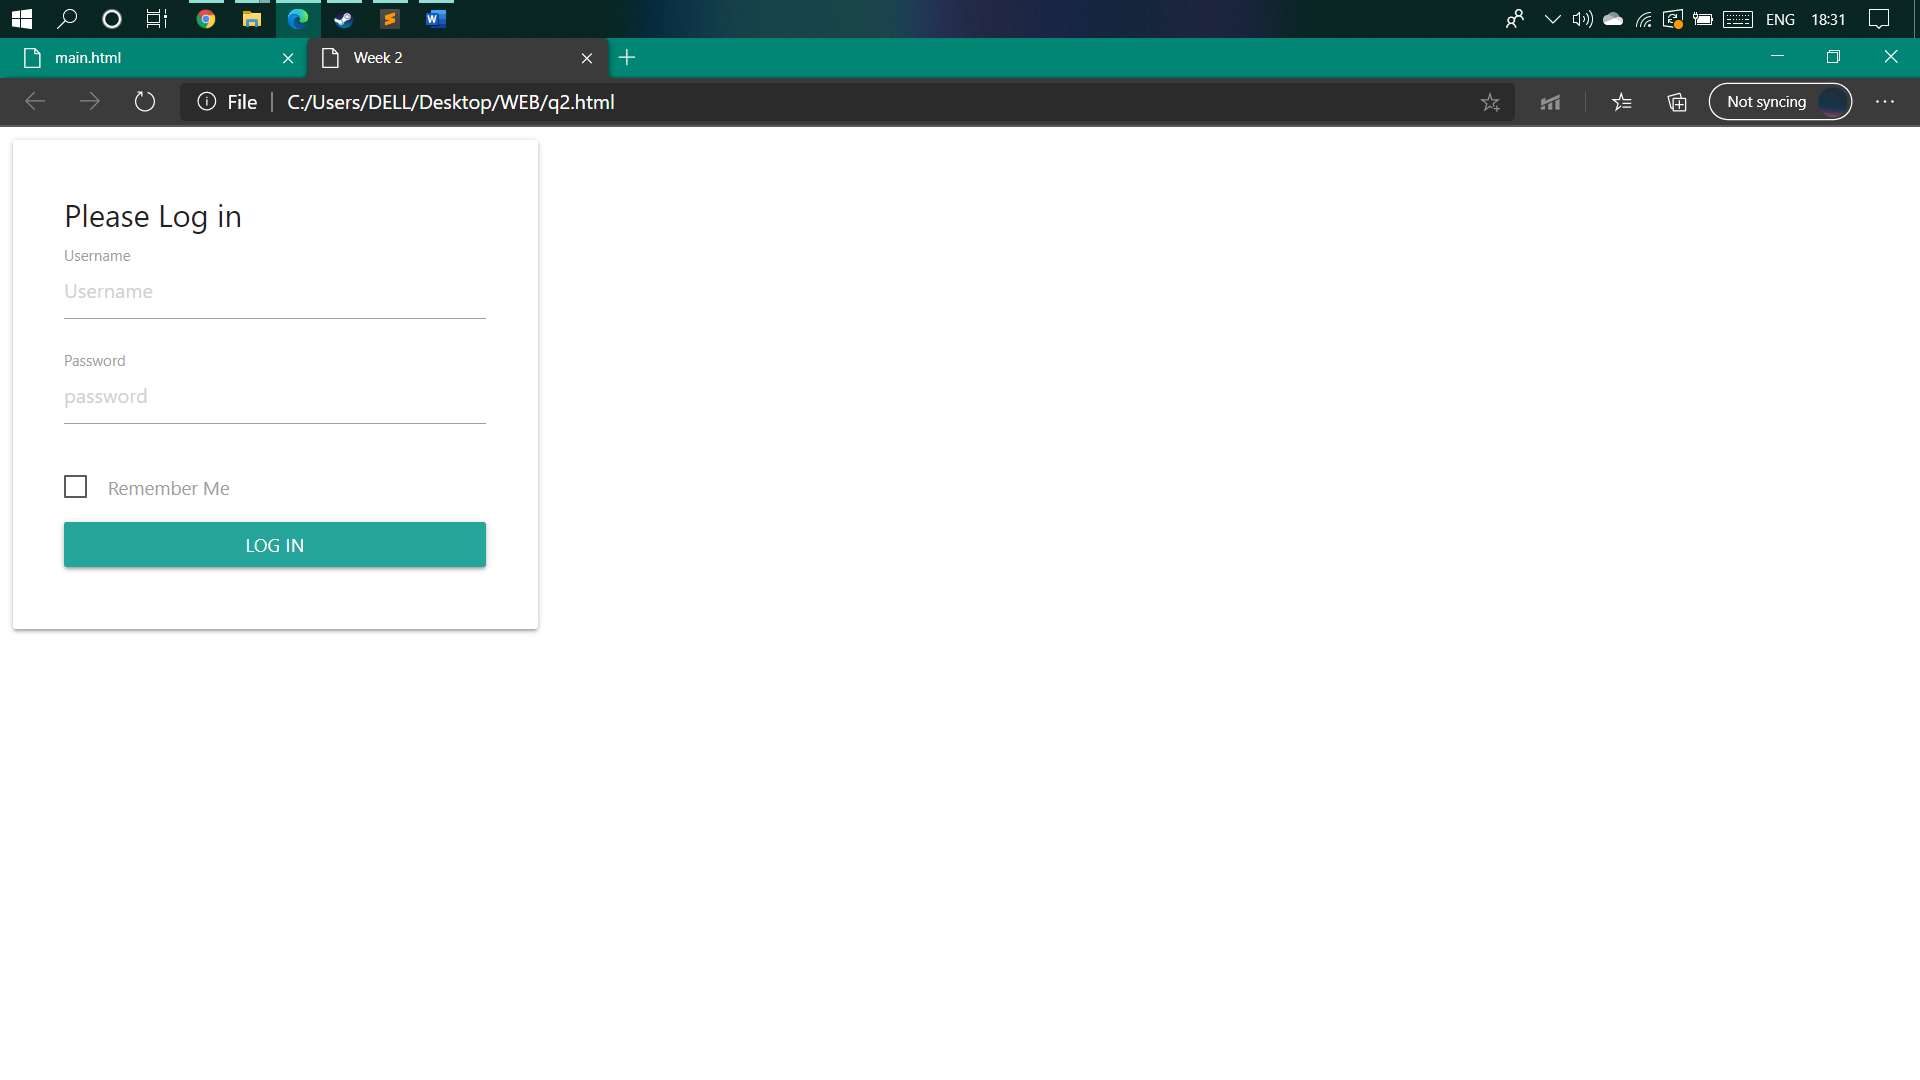 ENG 18:31
main.html
Week 2
File | C:/Users/DELL/Desktop/WEB/q2.html
Not syncing
Please Log in
Username
Username
Password
password
Remember Me
LOG IN